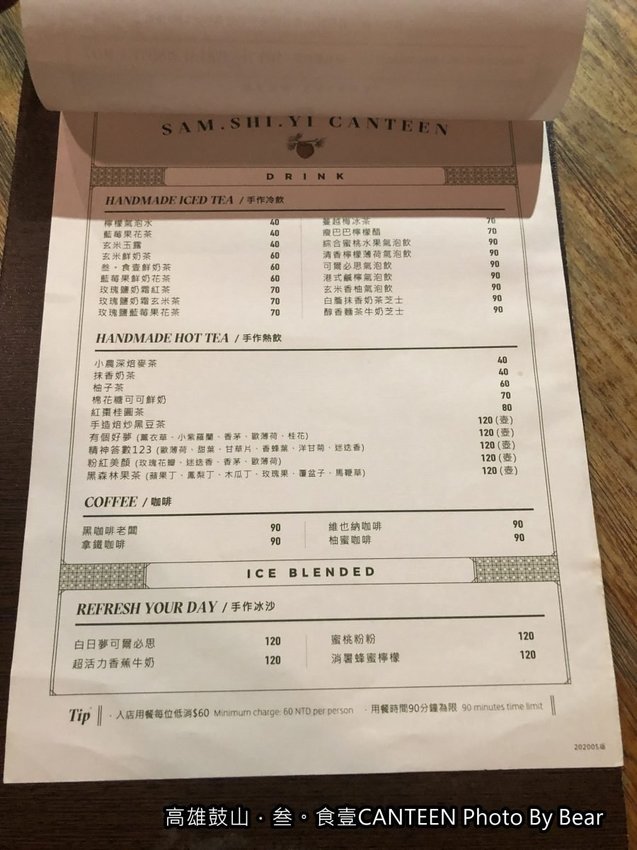 SAM.SHI.YI CANTEEN
DRINK
HANDMADE ICED TEA / 手作冷飲
檸檬氣泡水 40
藍莓果花茶 40
玄米玉露 40
玄米鮮奶茶 60
叁。食壹鮮奶茶 60
藍莓果鮮奶花茶 60
玫瑰鹽奶霜紅茶 70
玫瑰鹽奶霜玄米茶 70
玫瑰鹽藍莓果花茶 70
蔓越梅冰茶 70
瘦巴巴檸檬醋 70
綜合蜜桃水果氣泡飲 90
清香檸檬薄荷氣泡飲 90
可爾必思氣泡飲 90
港式鹹檸氣泡飲 90
玄米香柚氣泡飲 90
白脂抹香奶茶芝士 90
醇香麵茶牛奶芝士 90
HANDMADE HOT TEA / 手作熱飲
小農深焙麥茶 40
抹香奶茶 40
柚子茶 60
棉花糖可可鮮奶 70
紅棗桂圓茶 80
手造焙炒黑豆茶 120 (壺)
有個好夢 (薰衣草、小紫羅蘭、香茅、歐薄荷、桂花) 120 (壺)
精神答數123 (歐薄荷、甜菓、甘草片、香蜂葉、洋甘菊、迷迭香) 120 (壺)
粉紅美顏 (玫瑰花瓣、迷迭香、香茅、歐薄荷) 120 (壺)
黑森林果茶 (蘋果丁、鳳梨丁、木瓜丁、玫瑰果、覆盆子、馬鞭草) 120 (壺)
COFFEE / 咖啡
黑咖啡老闆 90
拿鐵咖啡 90
維也納咖啡 90
柚蜜咖啡 90
ICE BLENDED
REFRESH YOUR DAY / 手作冰沙
白日夢可爾必思 120
超活力香蕉牛奶 120
蜜桃粉粉 120
消暑蜂蜜檸檬 120
Tip · 入店用餐每位低消$60 Minimum charge: 60 NTD per person · 用餐時間90分鐘為限 90 minutes time limit
202005版
高雄鼓山．叁。食壹CANTEEN Photo By Bear